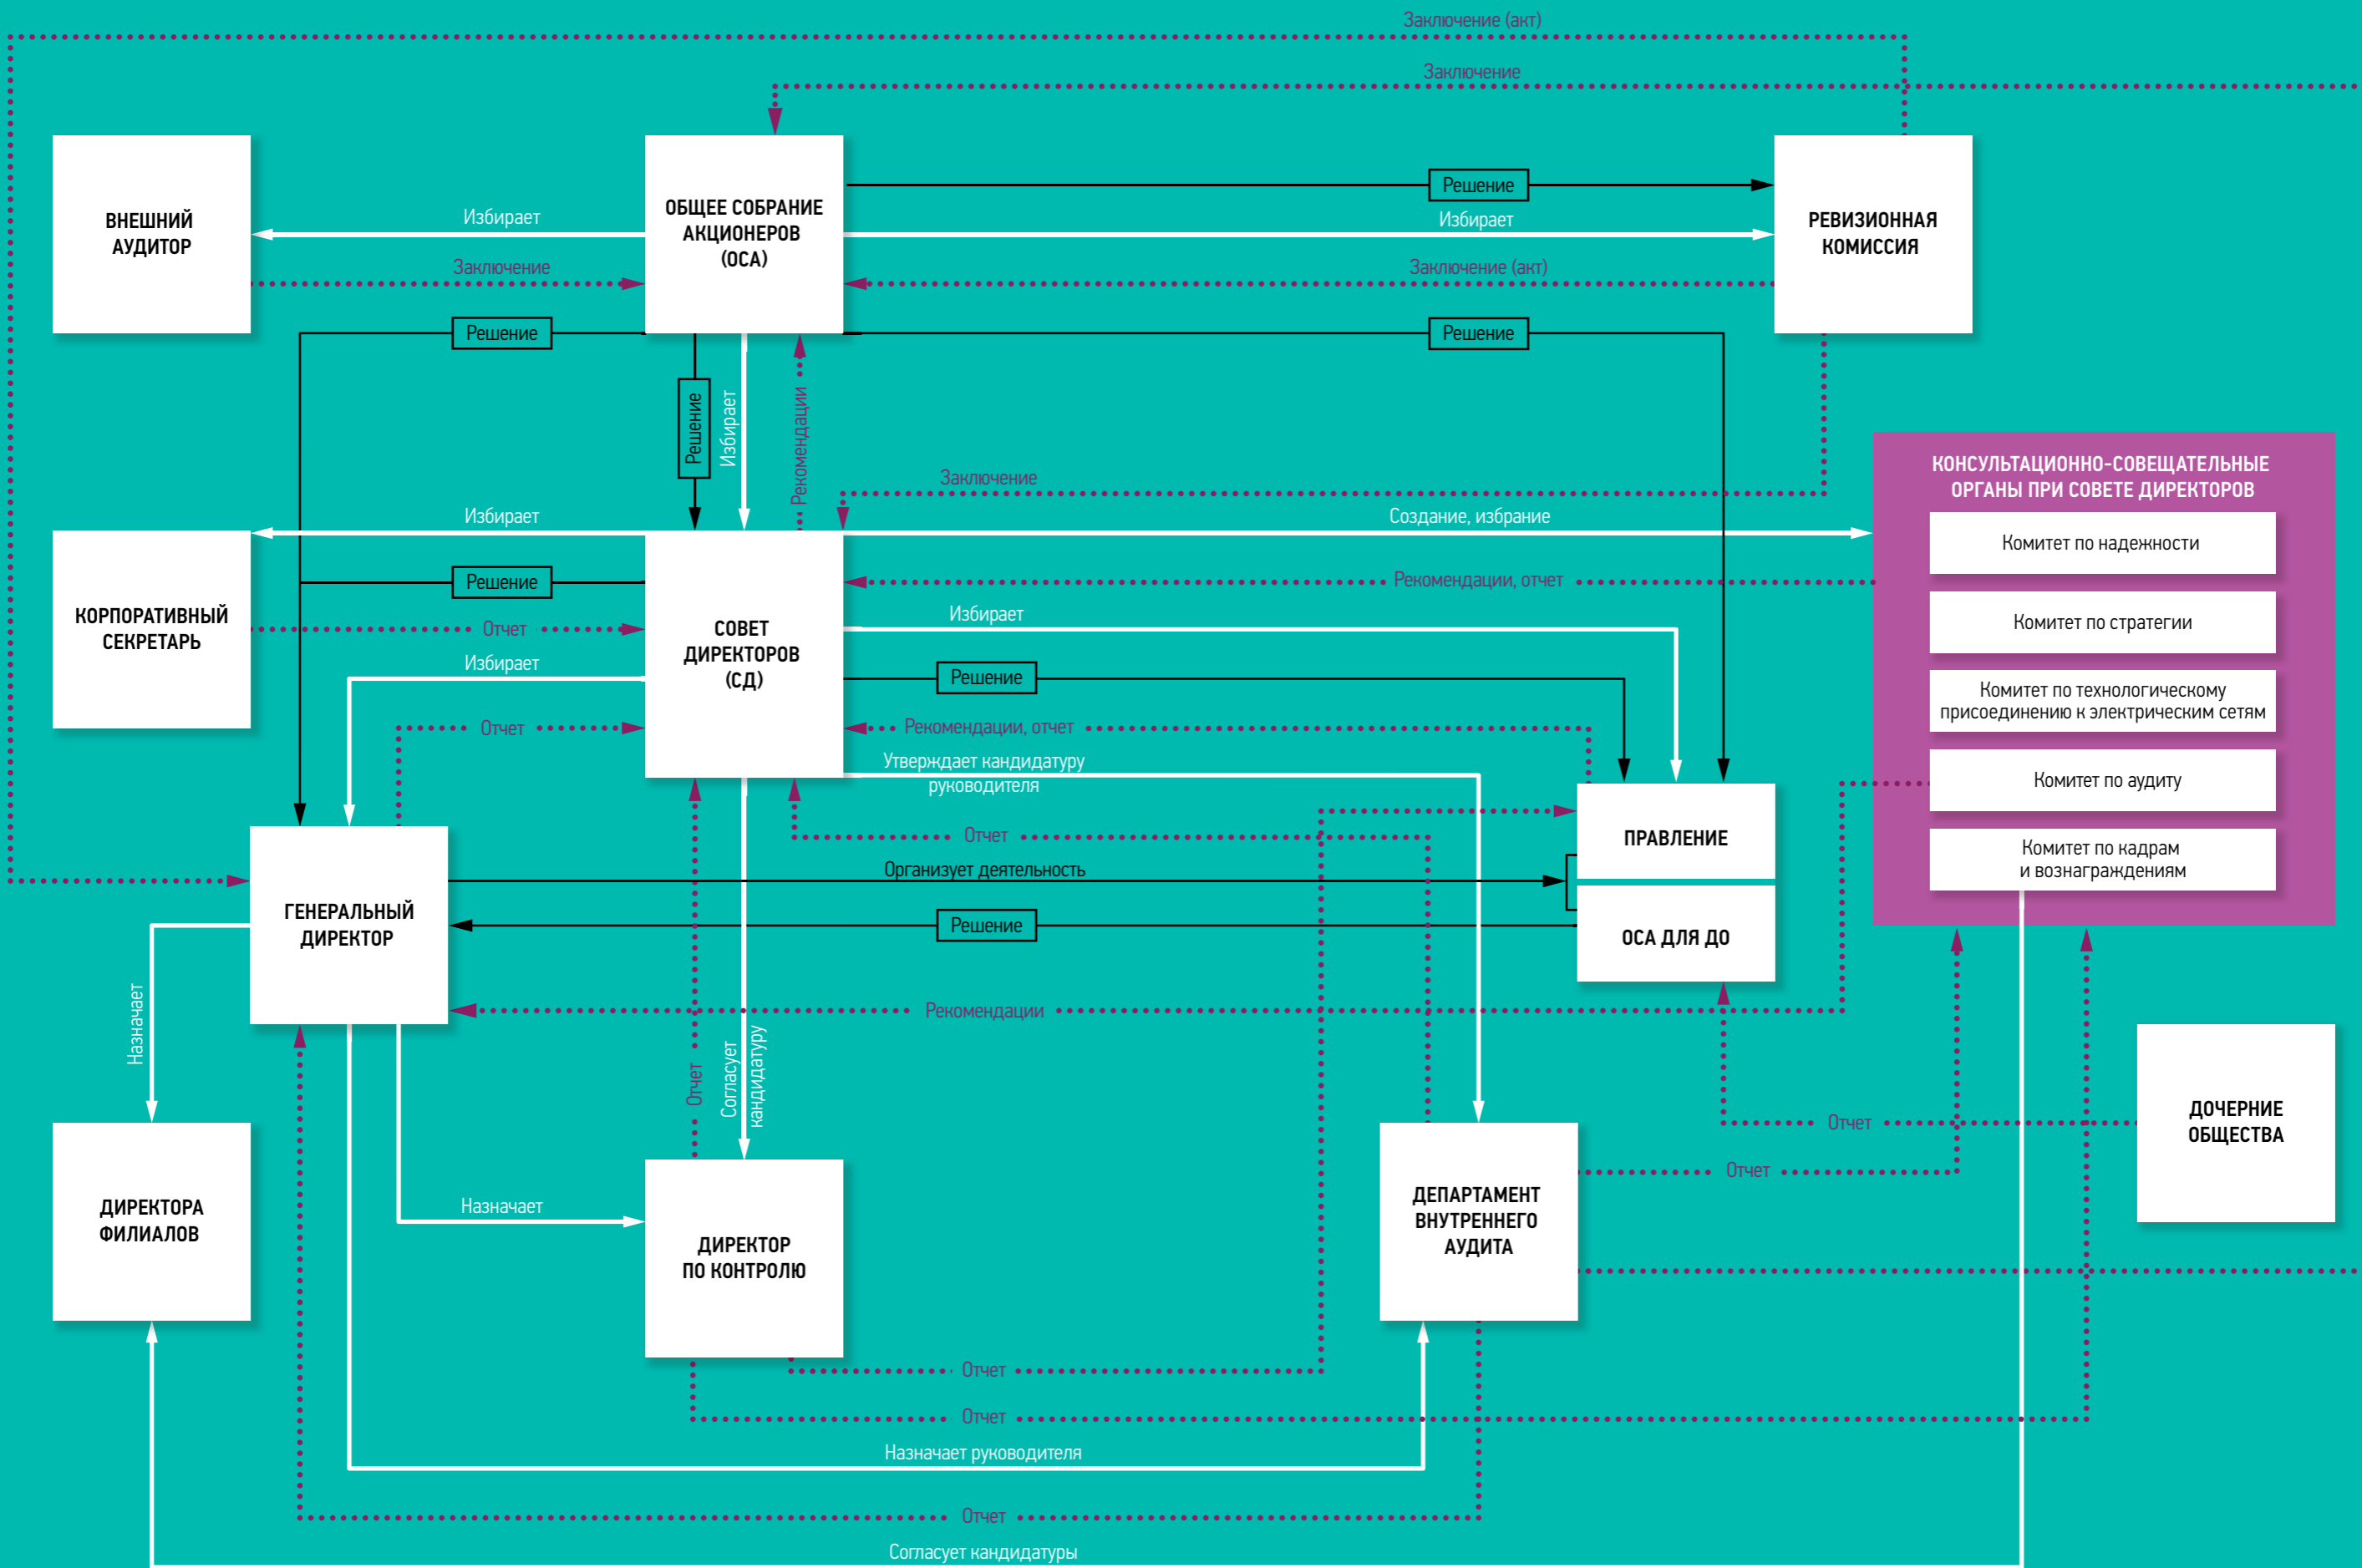 Заключение (акт)
Заключение
ВНЕШНИЙ
АУДИТОР
Избирает
Заключение
ОБЩЕЕ СОБРАНИЕ
АКЦИОНЕРОВ
(ОСА)
Решение
Избирает
Заключение (акт)
РЕВИЗИОННАЯ
КОМИССИЯ
Решение
Решение
Избирает
Рекомендации
Решение
Заключение
КОНСУЛЬТАЦИОННО-СОВЕЩАТЕЛЬНЫЕ
ОРГАНЫ ПРИ СОВЕТЕ ДИРЕКТОРОВ
Комитет по надежности
Комитет по стратегии
Комитет по технологическому
присоединению к электрическим сетям
Комитет по аудиту
Комитет по кадрам
и вознаграждениям
КОРПОРАТИВНЫЙ
СЕКРЕТАРЬ
Избирает
Решение
Отчет
Избирает
Отчет
СОВЕТ
ДИРЕКТОРОВ
(СД)
Создание, избрание
Рекомендации, отчет
Избирает
Решение
Рекомендации, отчет
Утверждает кандидатуру
руководителя
Отчет
ПРАВЛЕНИЕ
ОСА ДЛЯ ДО
ГЕНЕРАЛЬНЫЙ
ДИРЕКТОР
Организует деятельность
Решение
Рекомендации
Назначает
Отчет
Согласует
кандидатуру
Отчет
ДОЧЕРНИЕ
ОБЩЕСТВА
Отчет
ДИРЕКТОРА
ФИЛИАЛОВ
Назначает
ДИРЕКТОР
ПО КОНТРОЛЮ
ДЕПАРТАМЕНТ
ВНУТРЕННЕГО
АУДИТА
Отчет
Отчет
Назначает руководителя
Отчет
Согласует кандидатуры